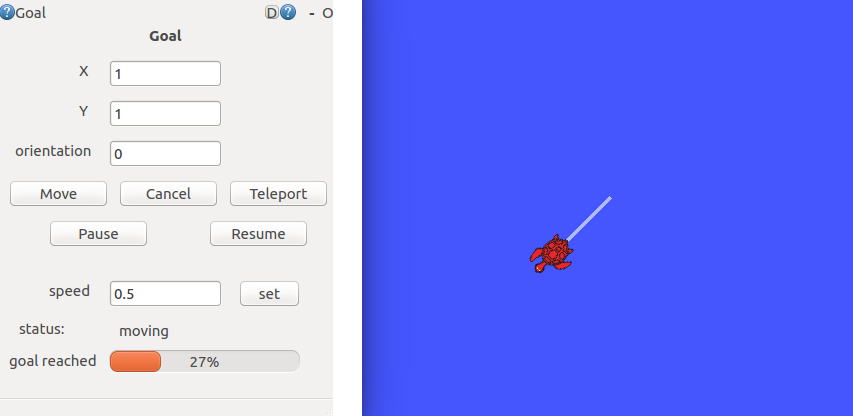 Goal D - O
Goal
X 1
Y 1
orientation 0
Move Cancel Teleport
Pause Resume
speed 0.5 set
status: moving
goal reached 27%